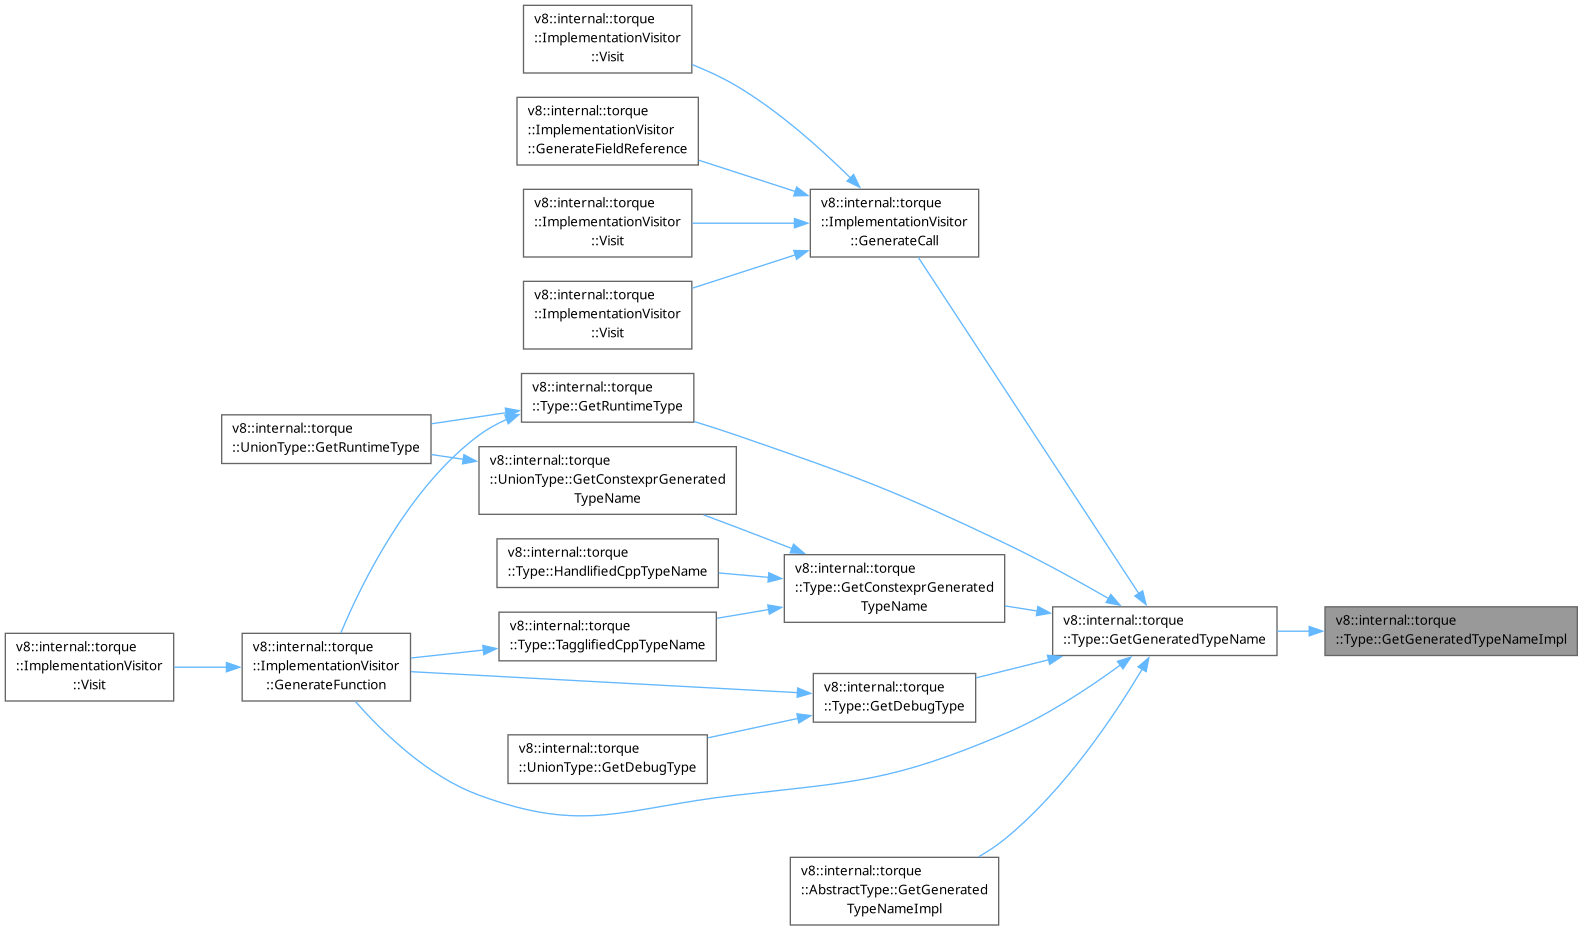 v8::internal::torque
::ImplementationVisitor
::Visit
v8::internal::torque
::ImplementationVisitor
::GenerateFieldReference
v8::internal::torque
::ImplementationVisitor
::Visit
v8::internal::torque
::ImplementationVisitor
::GenerateCall
v8::internal::torque
::ImplementationVisitor
::Visit
v8::internal::torque
::Type::GetRuntimeType
v8::internal::torque
::UnionType::GetRuntimeType
v8::internal::torque
::UnionType::GetConstexprGenerated
TypeName
v8::internal::torque
::Type::HandlifiedCppTypeName
v8::internal::torque
::Type::GetConstexprGenerated
TypeName
v8::internal::torque
::Type::TagglifiedCppTypeName
v8::internal::torque
::Type::GetGeneratedTypeName
v8::internal::torque
::Type::GetGeneratedTypeNameImpl
v8::internal::torque
::ImplementationVisitor
::Visit
v8::internal::torque
::ImplementationVisitor
::GenerateFunction
v8::internal::torque
::Type::GetDebugType
v8::internal::torque
::UnionType::GetDebugType
v8::internal::torque
::AbstractType::GetGenerated
TypeNameImpl